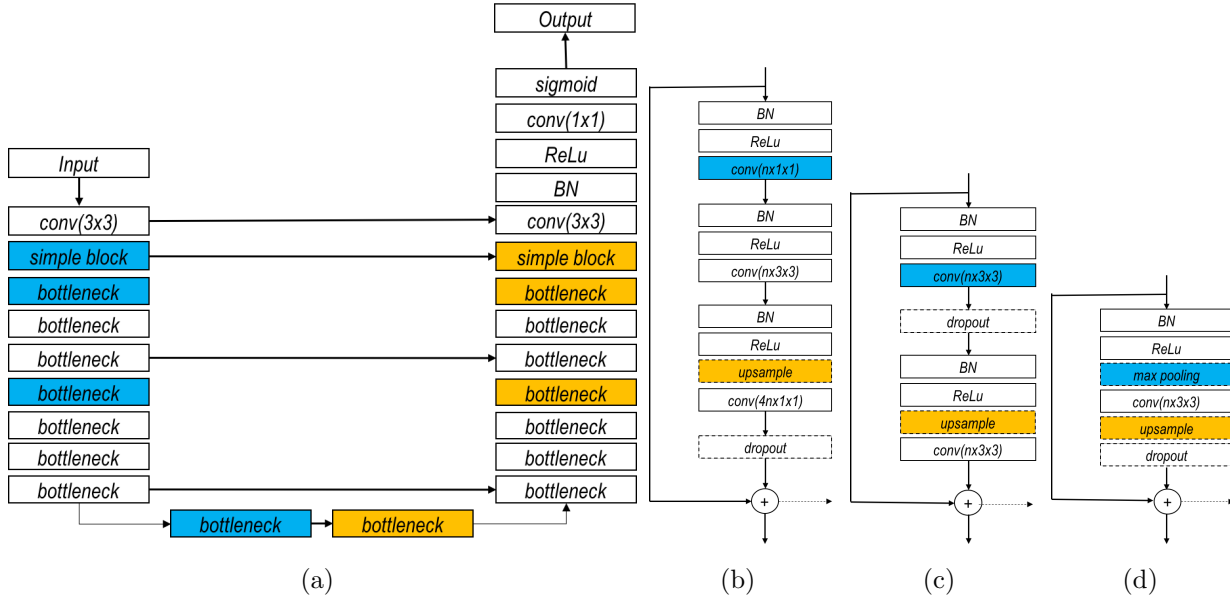 Input
conv(3x3)
simple block
bottleneck
bottleneck
bottleneck
bottleneck
bottleneck
bottleneck
bottleneck
bottleneck
bottleneck
Output
sigmoid
conv(1x1)
ReLu
BN
conv(3x3)
simple block
bottleneck
bottleneck
bottleneck
bottleneck
bottleneck
bottleneck
bottleneck
(a)
BN
ReLu
conv(nx1x1)
BN
ReLu
conv(nx3x3)
BN
ReLu
upsample
conv(4nx1x1)
dropout
+
(b)
BN
ReLu
conv(nx3x3)
dropout
BN
ReLu
upsample
conv(nx3x3)
+
(c)
BN
ReLu
max pooling
conv(nx3x3)
upsample
dropout
+
(d)